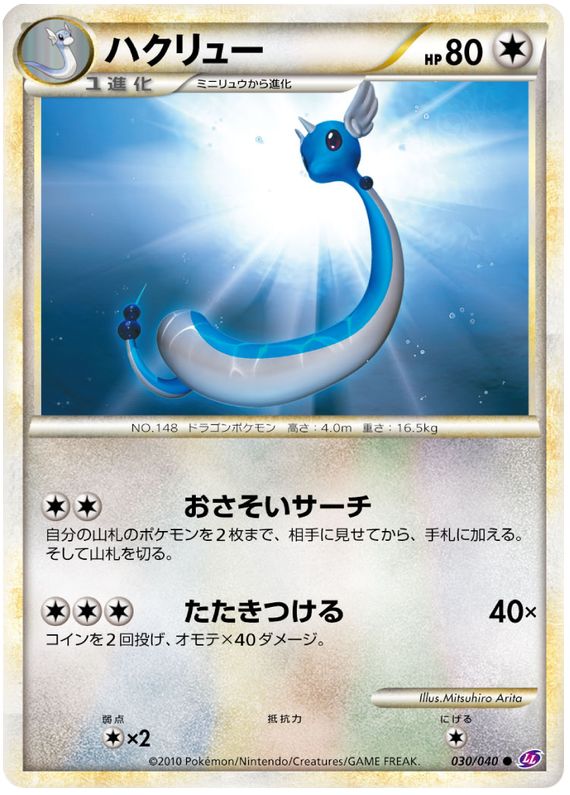 ハクリュー HP80
1進化 ミニリュウから進化
NO.148 ドラゴンポケモン 高さ：4.0m 重さ：16.5kg
おさそいサーチ
自分の山札のポケモンを2枚まで、相手に見せてから、手札に加える。
そして山札を切る。
たたきつける 40×
コインを2回投げ、オモテ×40ダメージ。
Illus.Mitsuhiro Arita
弱点 抵抗力 にげる
×2
©2010 Pokémon/Nintendo/Creatures/GAME FREAK. 030/040 ● LL